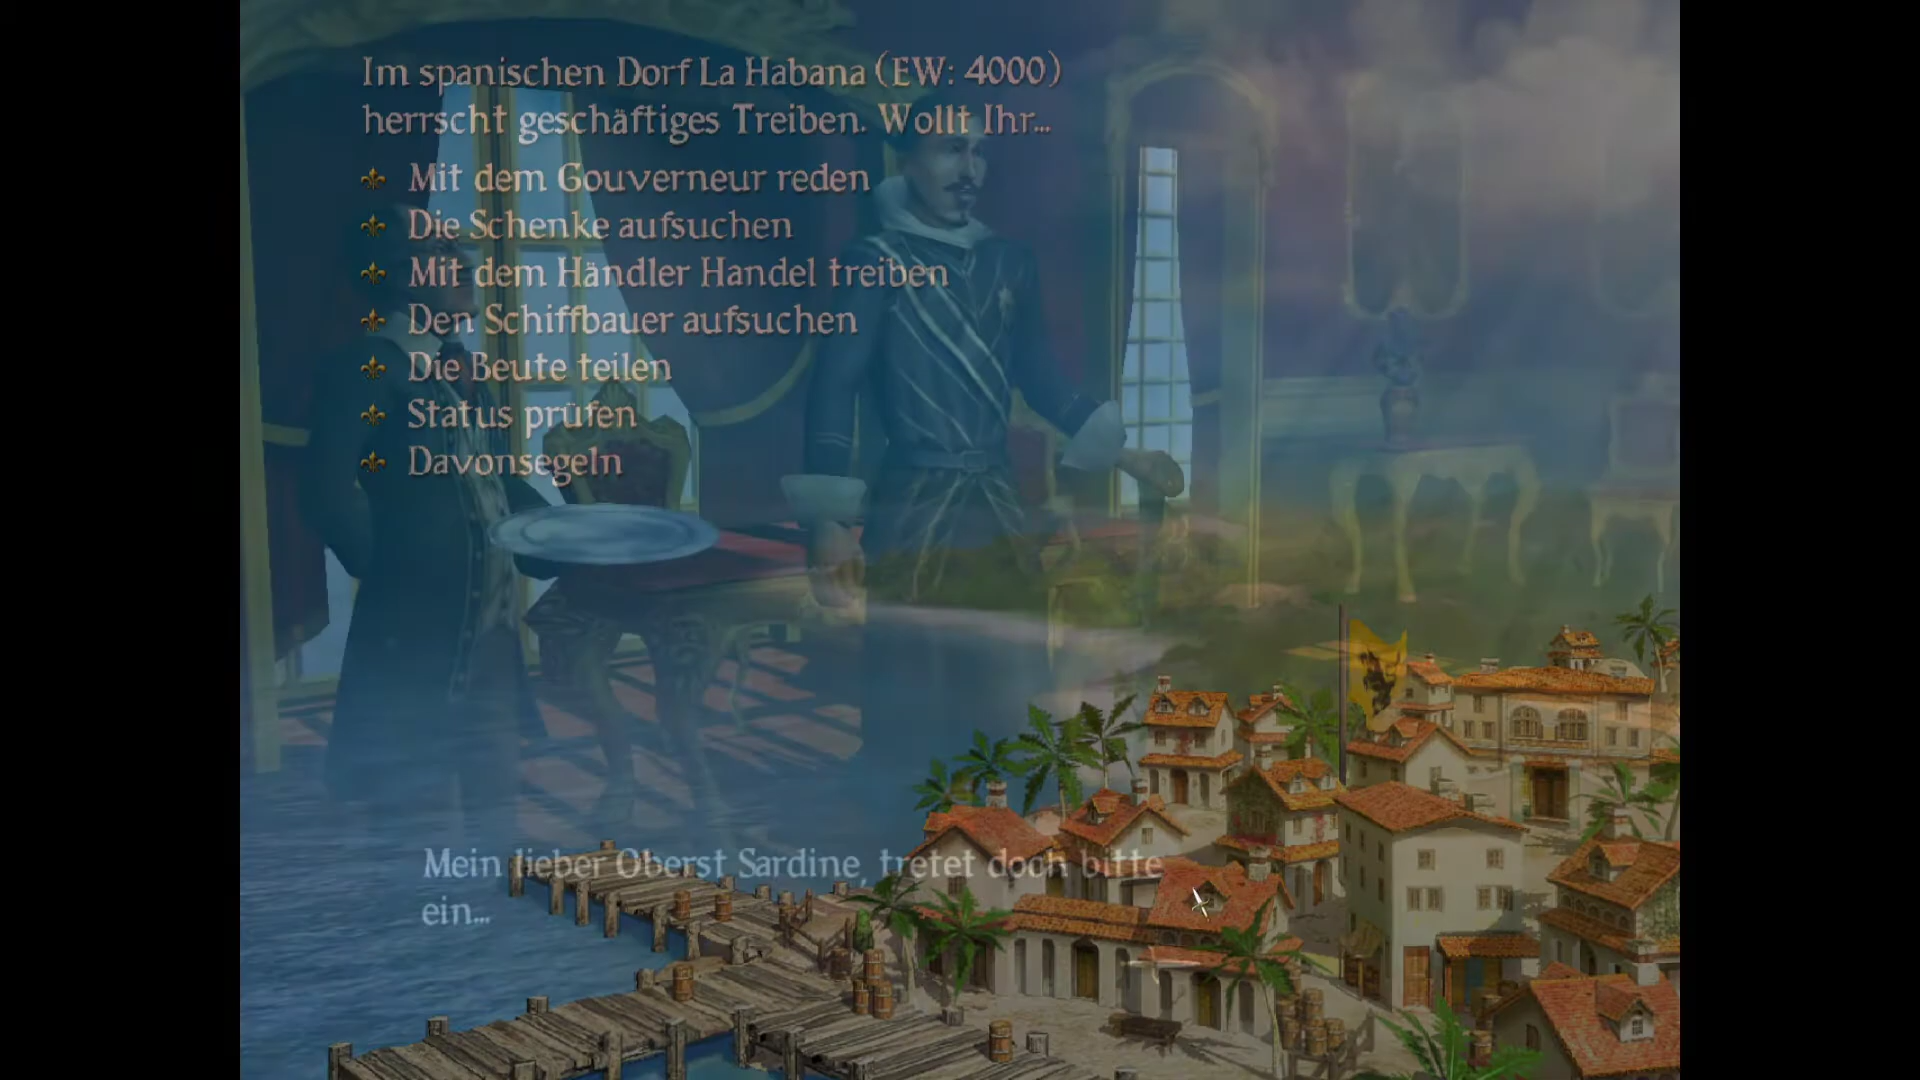 Im spanischen Dorf La Habana (EW: 4000)
herrscht geschäftiges Treiben. Wollt Ihr...
Mit dem Gouverneur reden
Die Schenke aufsuchen
Mit dem Händler Handel treiben
Den Schiffbauer aufsuchen
Die Beute teilen
Status prüfen
Davonsegeln
Mein lieber Oberst Sardine, tretet doch bitte
ein...